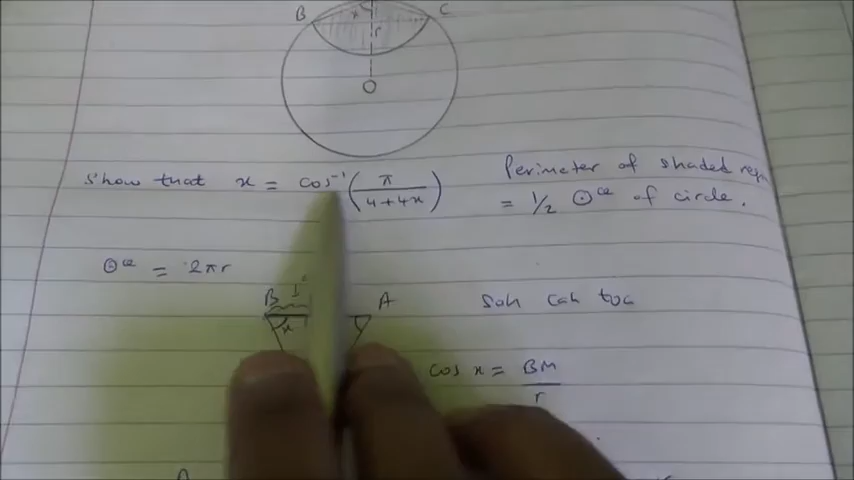 B x C
r
O
Show that x = cos⁻¹(π/(4+4x)) Perimeter of shaded
= 1/2 ⊙ce of circle.
⊙ce = 2πr
B A soh cah toa
x
cos x = BM/r